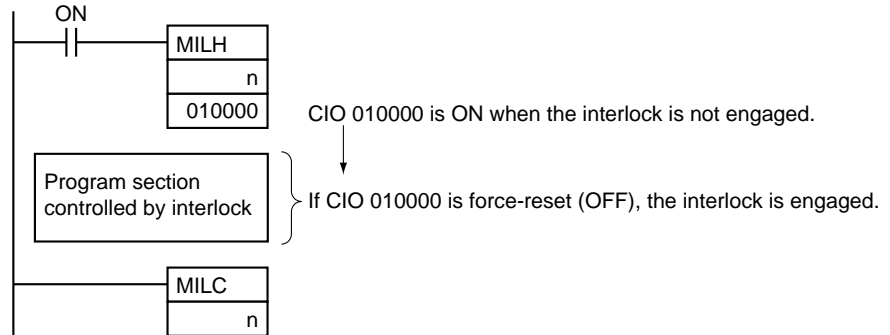 ON
MILH
n
010000
CIO 010000 is ON when the interlock is not engaged.
Program section
controlled by interlock
If CIO 010000 is force-reset (OFF), the interlock is engaged.
MILC
n